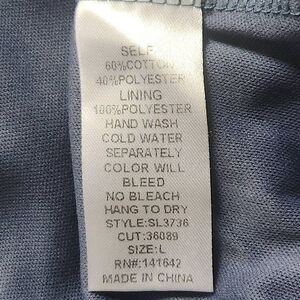 SELF
60%COTTON
40%POLYESTER
LINING
100%POLYESTER
HAND WASH
COLD WATER
SEPARATELY
COLOR WILL
BLEED
NO BLEACH
HANG TO DRY
STYLE:SL3736
CUT:36089
SIZE:L
RN#:141642
MADE IN CHINA